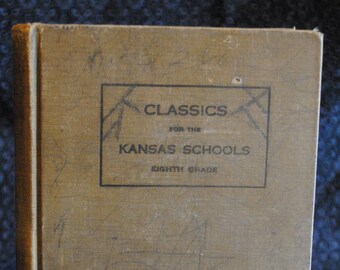 CLASSICS
FOR THE
KANSAS SCHOOLS
EIGHTH GRADE